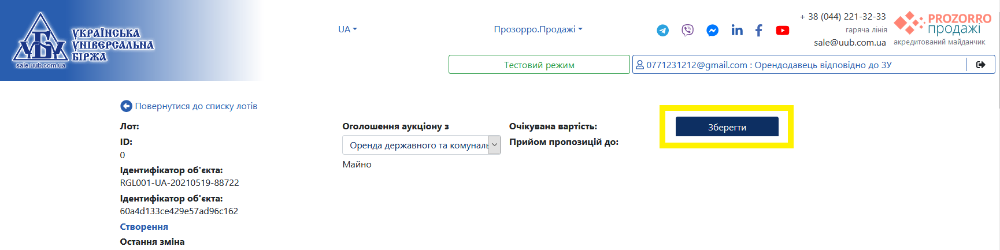 УКРАЇНСЬКА
УНІВЕРСАЛЬНА
БІРЖА
УБУ
sale.uub.com.ua
UA
Прозорро.Продажі
+ 38 (044) 221-32-33
гаряча лінія
sale@uub.com.ua
PROZORRO
продажі
акредитований майданчик
Тестовий режим
0771231212@gmail.com : Орендодавець відповідно до ЗУ
Повернутися до списку лотів
Лот:
Оголошення аукціону з
Очікувана вартість:
Зберегти
ID:
0
Оренда державного та комуналь
Прийом пропозицій до:
Майно
Ідентифікатор об'єкта:
RGL001-UA-20210519-88722
Ідентифікатор об'єкта:
60a4d133ce429e57ad96c162
Створення
Остання зміна